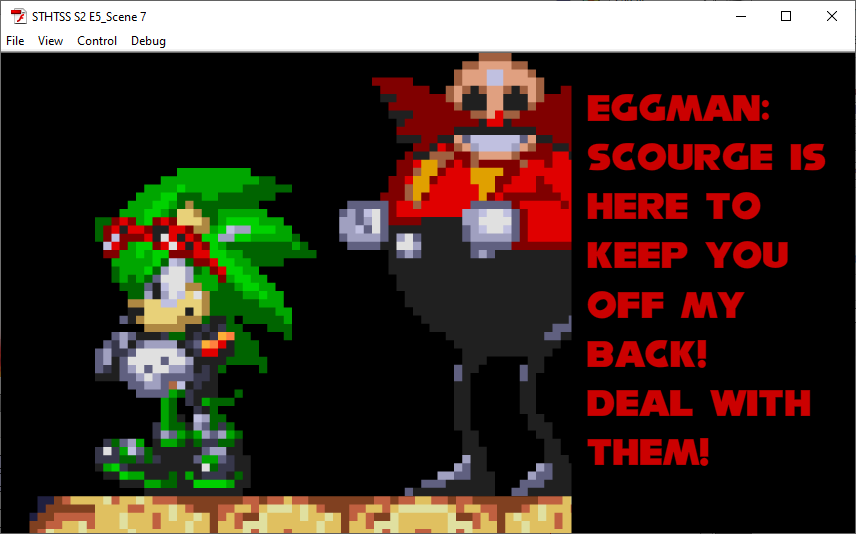 STHTSS S2 E5_Scene 7
File View Control Debug
EGGMAN:
SCOURGE IS
HERE TO
KEEP YOU
OFF MY
BACK!
DEAL WITH
THEM!